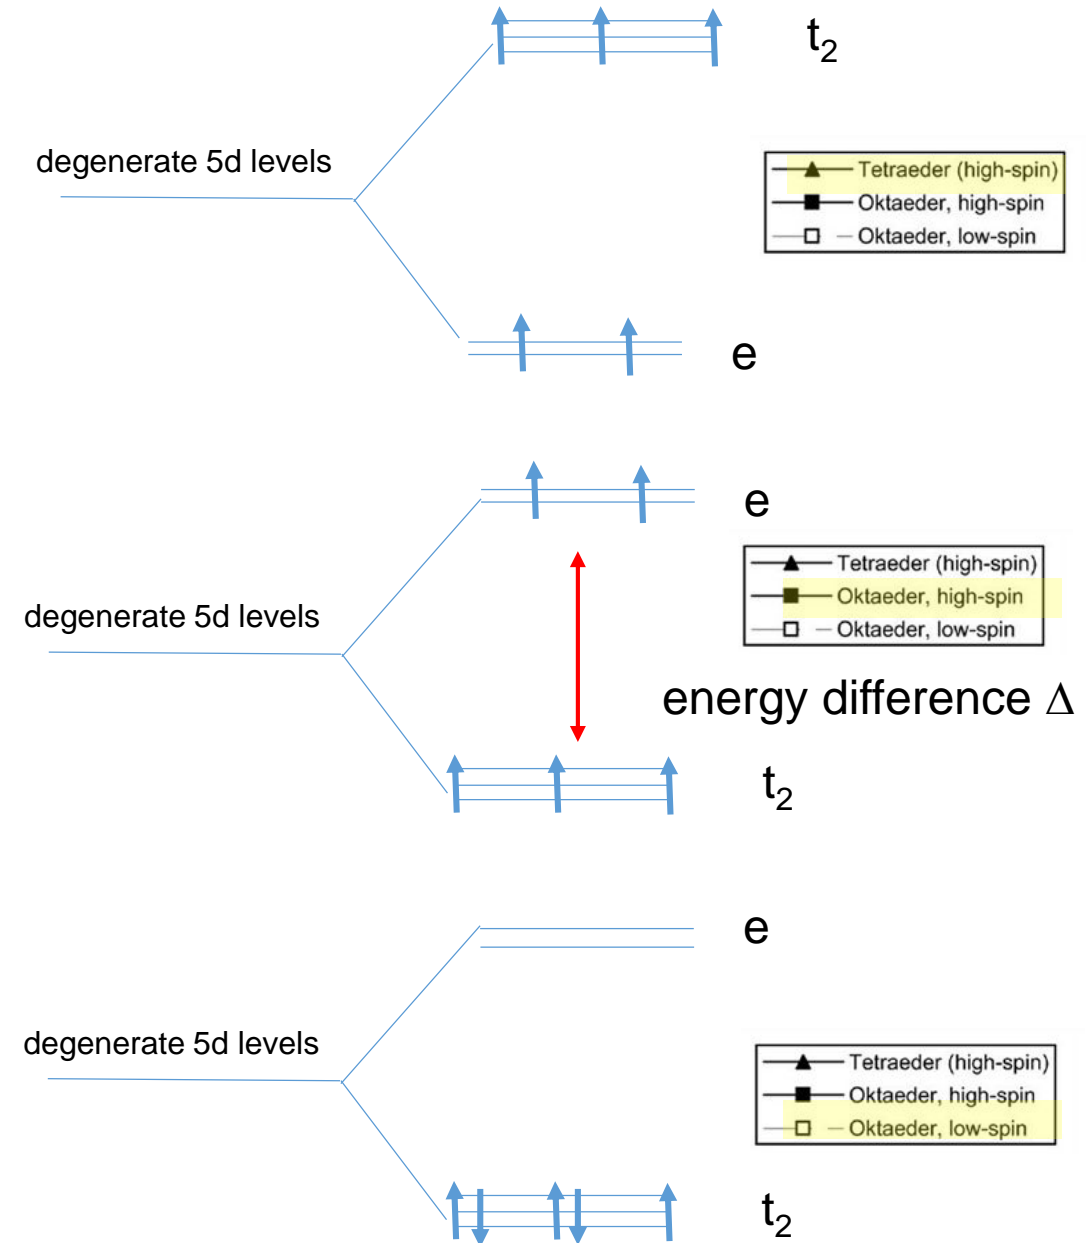 t₂
degenerate 5d levels
Tetraeder (high-spin)
Oktaeder, high-spin
Oktaeder, low-spin
e
e
degenerate 5d levels
Tetraeder (high-spin)
Oktaeder, high-spin
Oktaeder, low-spin
energy difference Δ
t₂
e
degenerate 5d levels
Tetraeder (high-spin)
Oktaeder, high-spin
Oktaeder, low-spin
t₂